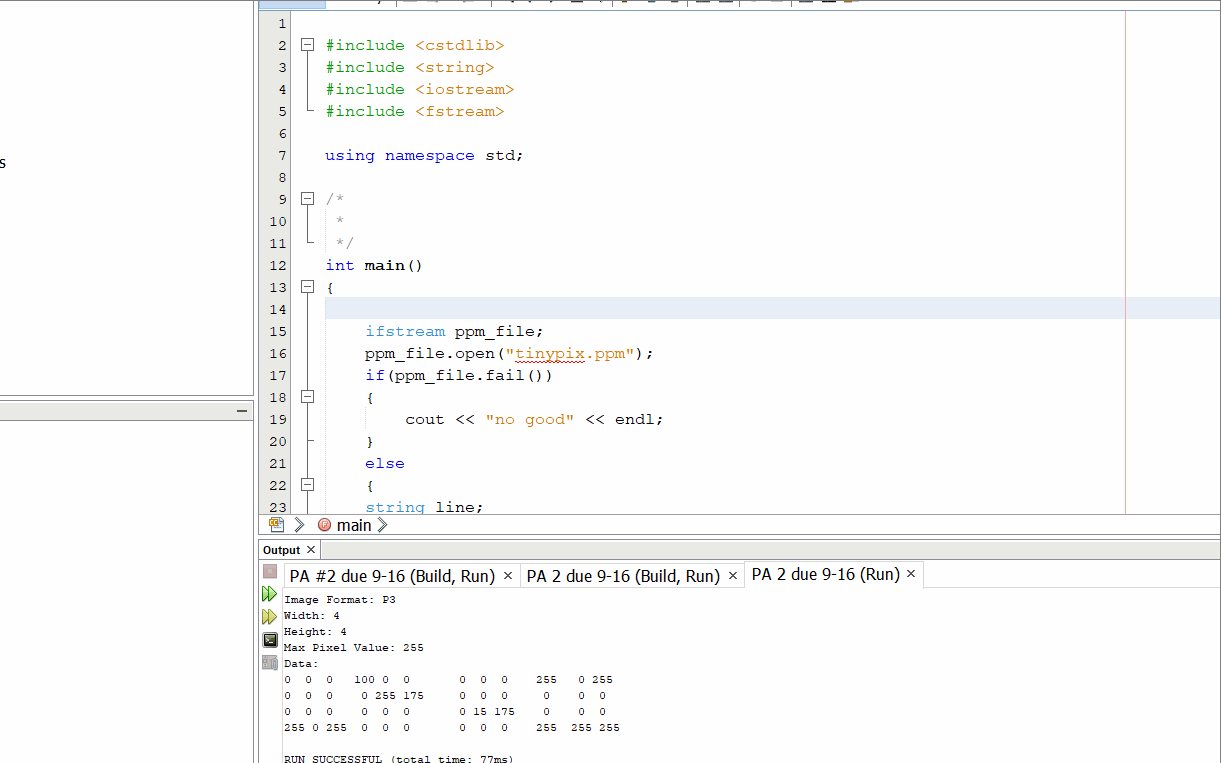 1
2 #include <cstdlib>
3 #include <string>
4 #include <iostream>
5 #include <fstream>
6
7 using namespace std;
8
9 /*
10 *
11 */
12 int main()
13 {
14
15 ifstream ppm_file;
16 ppm_file.open("tinypix.ppm");
17 if(ppm_file.fail())
18 {
19 cout << "no good" << endl;
20 }
21 else
22 {
23 string line;
s
main
Output
PA #2 due 9-16 (Build, Run) × PA 2 due 9-16 (Build, Run) × PA 2 due 9-16 (Run) ×
Image Format: P3
Width: 4
Height: 4
Max Pixel Value: 255
Data:
0 0 0 100 0 0 0 0 0 255 0 255
0 0 0 0 255 175 0 0 0 0 0 0
0 0 0 0 0 0 0 15 175 0 0 0
255 0 255 0 0 0 0 0 0 255 255 255
RUN SUCCESSFUL (total time: 77ms)